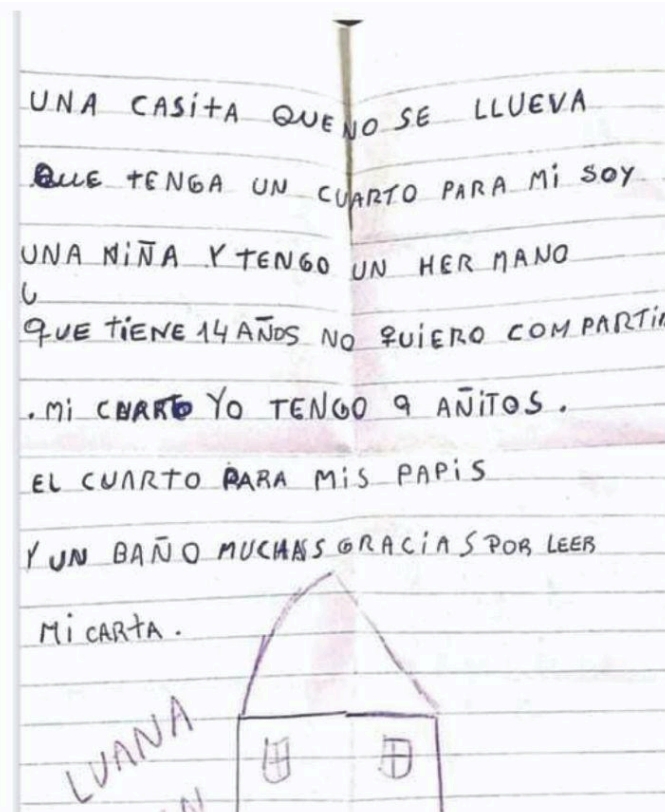 UNA CASITA QUE NO SE LLUEVA
QUE TENGA UN CUARTO PARA MI SOY
UNA NIÑA Y TENGO UN HERMANO
QUE TIENE 14 AÑOS NO QUIERO COMPARTIR
. MI CUARTO YO TENGO 9 AÑITOS.
EL CUARTO PARA MIS PAPIS
Y UN BAÑO MUCHAS GRACIAS POR LEER
MI CARTA.
LUANA